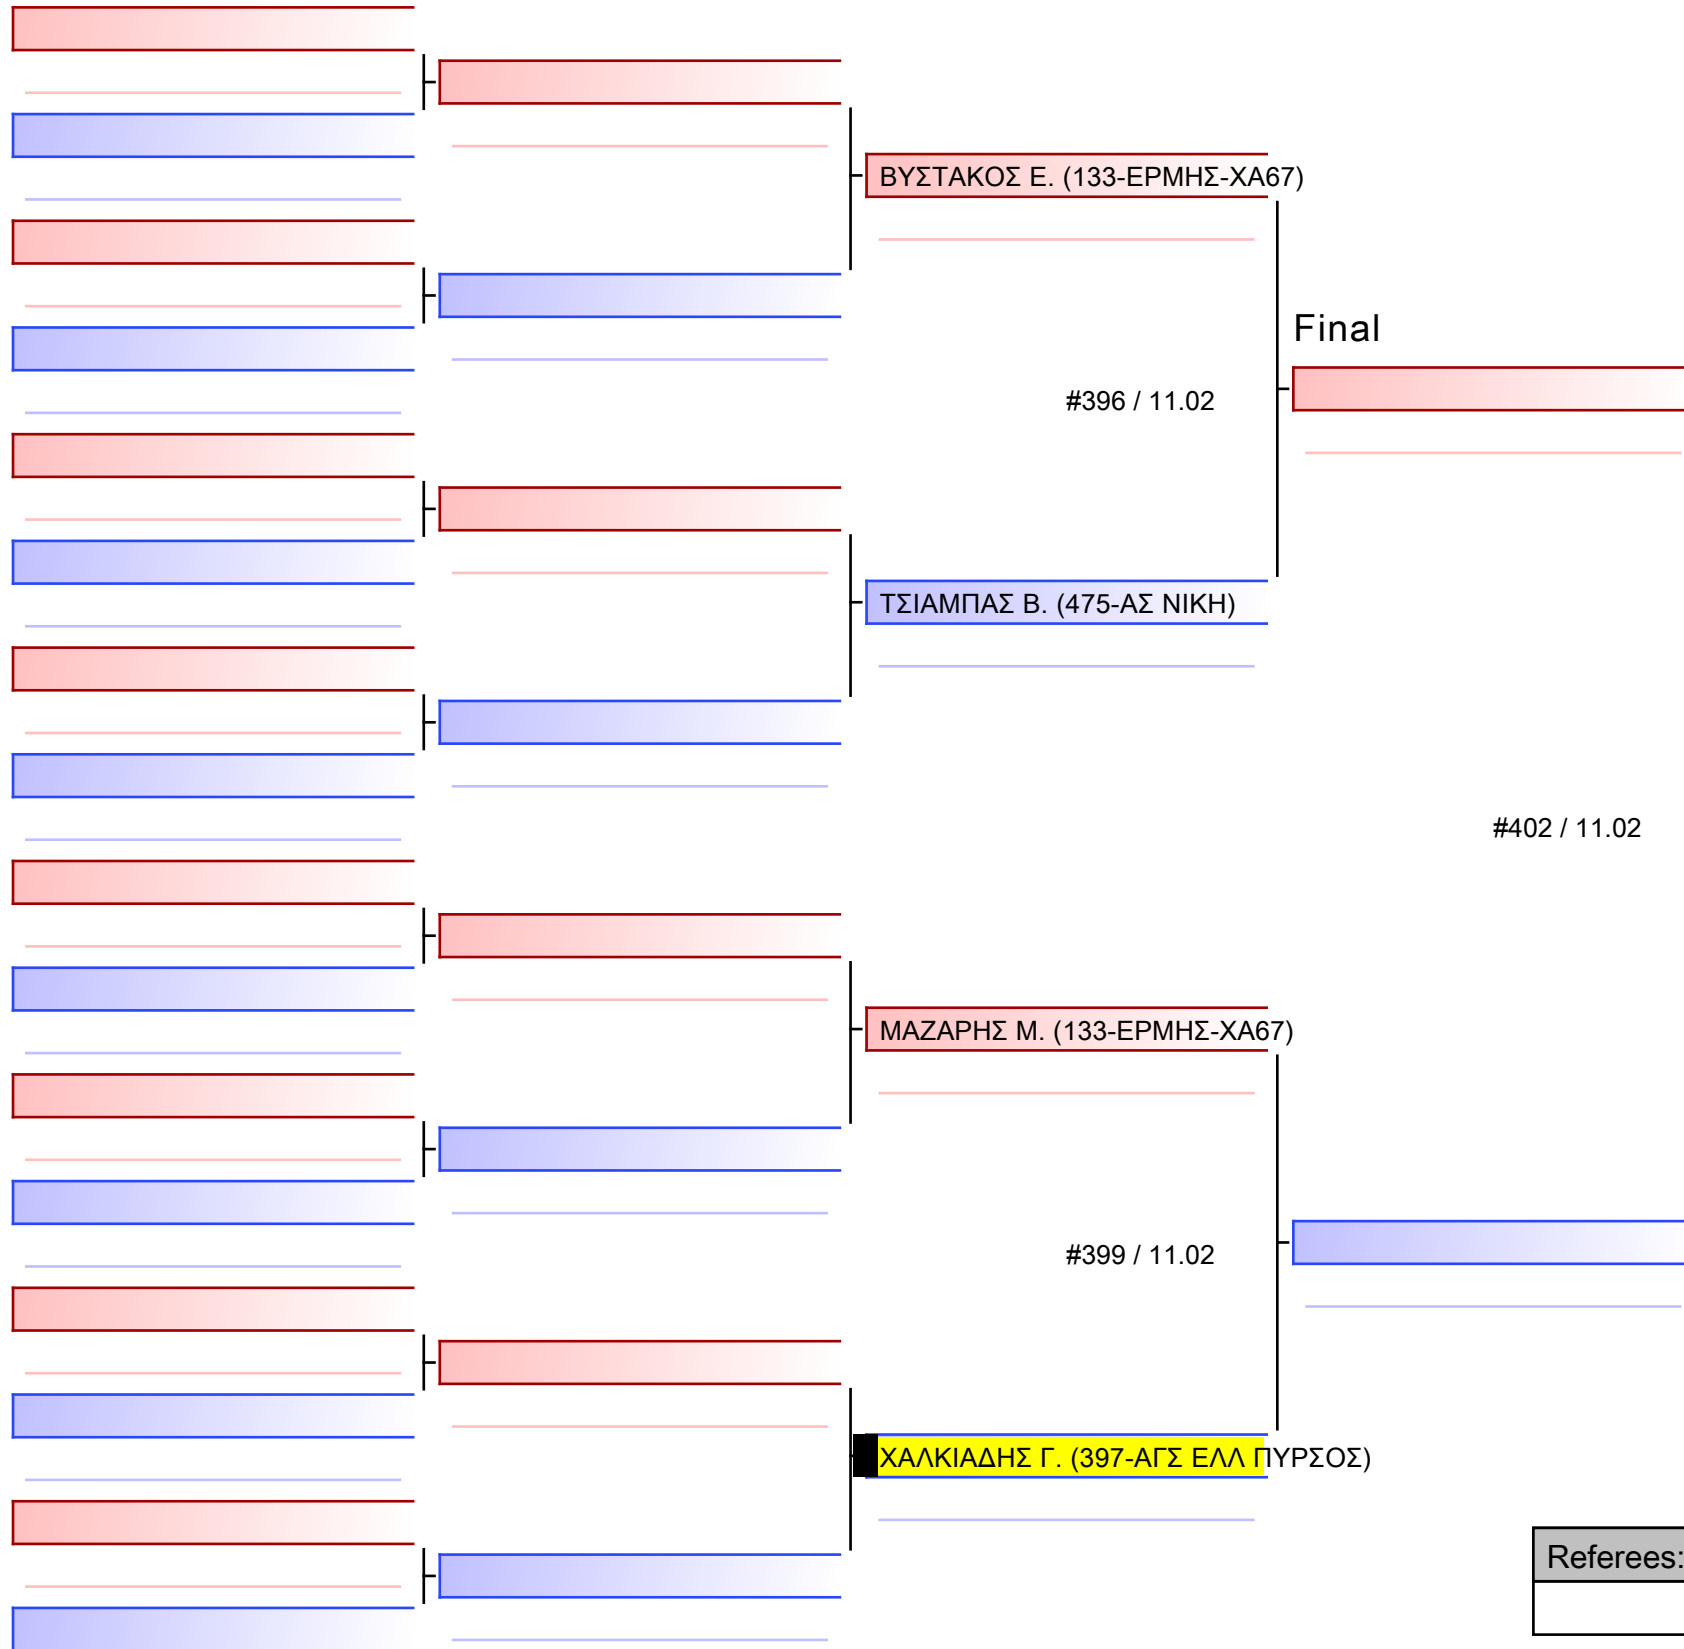 ΒΥΣΤΑΚΟΣ Ε. (133-ΕΡΜΗΣ-ΧΑ67)
Final
#396 / 11.02
ΤΣΙΑΜΠΑΣ Β. (475-ΑΣ ΝΙΚΗ)
#402 / 11.02
ΜΑΖΑΡΗΣ Μ. (133-ΕΡΜΗΣ-ΧΑ67)
#399 / 11.02
ΧΑΛΚΙΑΔΗΣ Γ. (397-ΑΓΣ ΕΛΛ ΠΥΡΣΟΣ)
Referees: